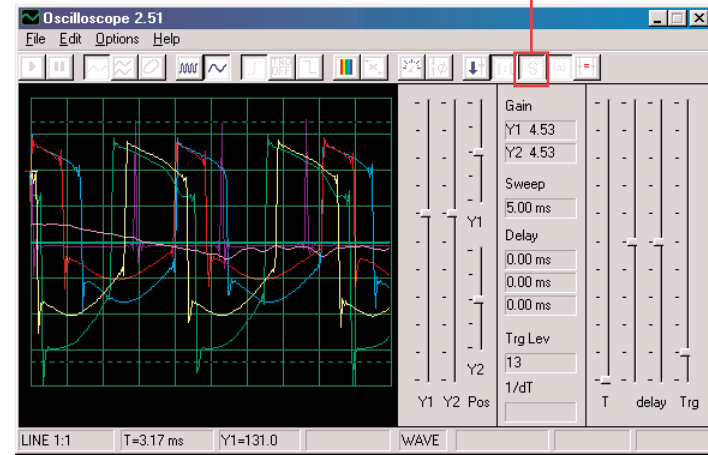 Oscilloscope 2.51
File Edit Options Help
TRG OFF
S
Gain
Y1 4.53
Y2 4.53
Sweep
5.00 ms
Delay
0.00 ms
0.00 ms
0.00 ms
Trg Lev
13
1/dT
Y1
Y2
Y1 Y2 Pos
T delay Trg
LINE 1:1 T=3.17 ms Y1=131.0 WAVE